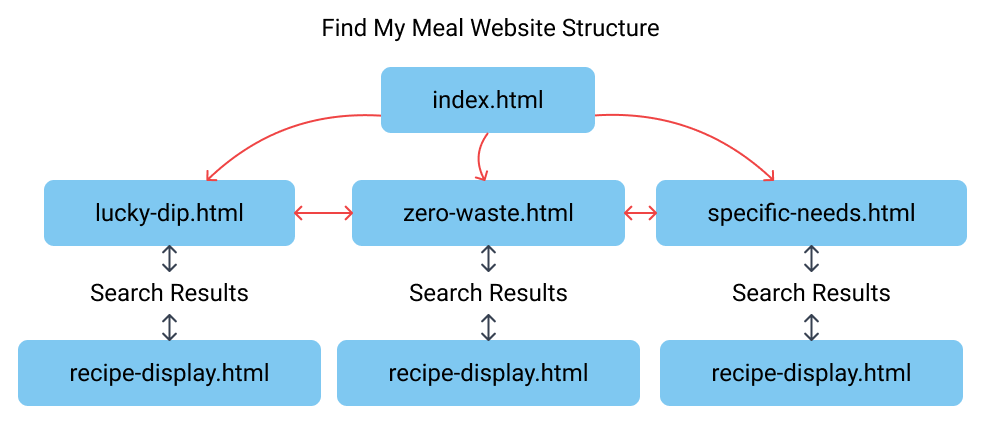 Find My Meal Website Structure
index.html
lucky-dip.html
zero-waste.html
specific-needs.html
Search Results
Search Results
Search Results
recipe-display.html
recipe-display.html
recipe-display.html